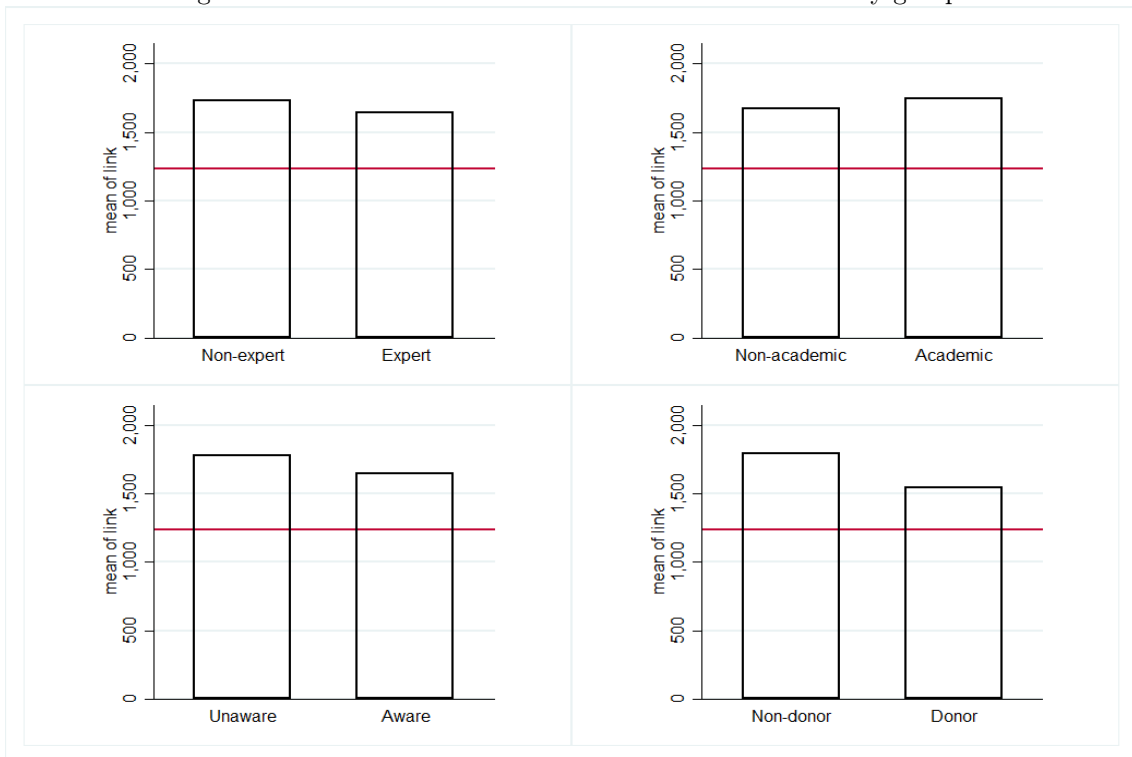 mean of link
2,000
1,500
1,000
500
0
Non-expert Expert
mean of link
2,000
1,500
1,000
500
0
Non-academic Academic
mean of link
2,000
1,500
1,000
500
0
Unaware Aware
mean of link
2,000
1,500
1,000
500
0
Non-donor Donor